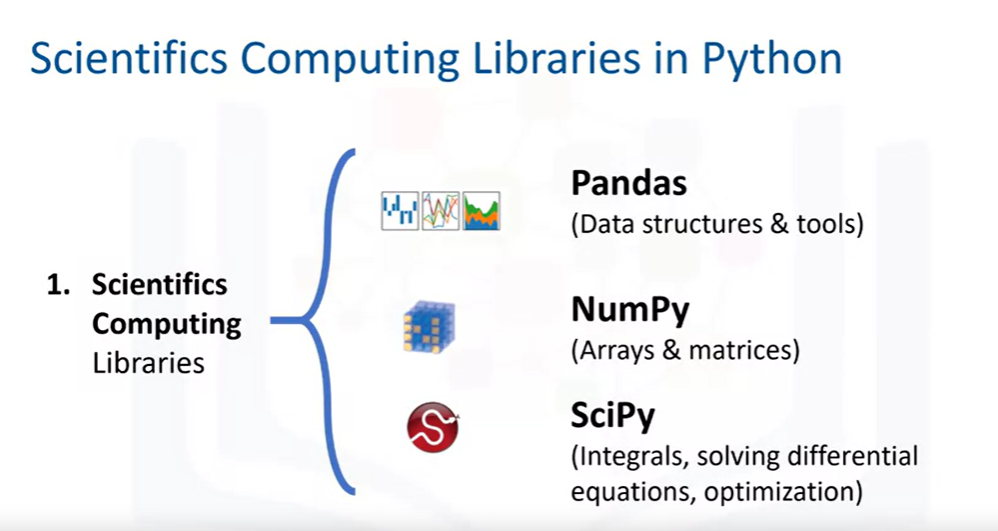 Scientifics Computing Libraries in Python
1. Scientifics
Computing
Libraries
Pandas
(Data structures & tools)
NumPy
(Arrays & matrices)
SciPy
(Integrals, solving differential
equations, optimization)